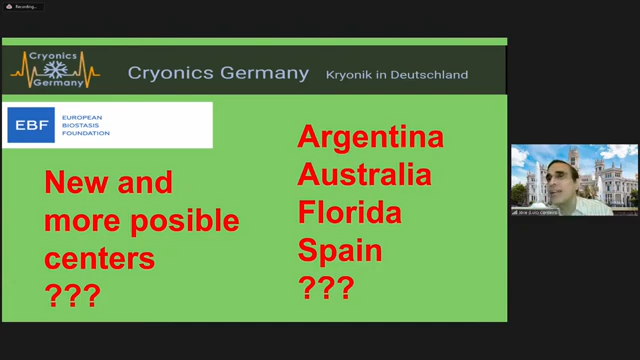 Recording...
Cryonics
Germany
Cryonics Germany Kryonik in Deutschland
EBF
EUROPEAN
BIOSTASIS
FOUNDATION
New and
more posible
centers
???
Argentina
Australia
Florida
Spain
???